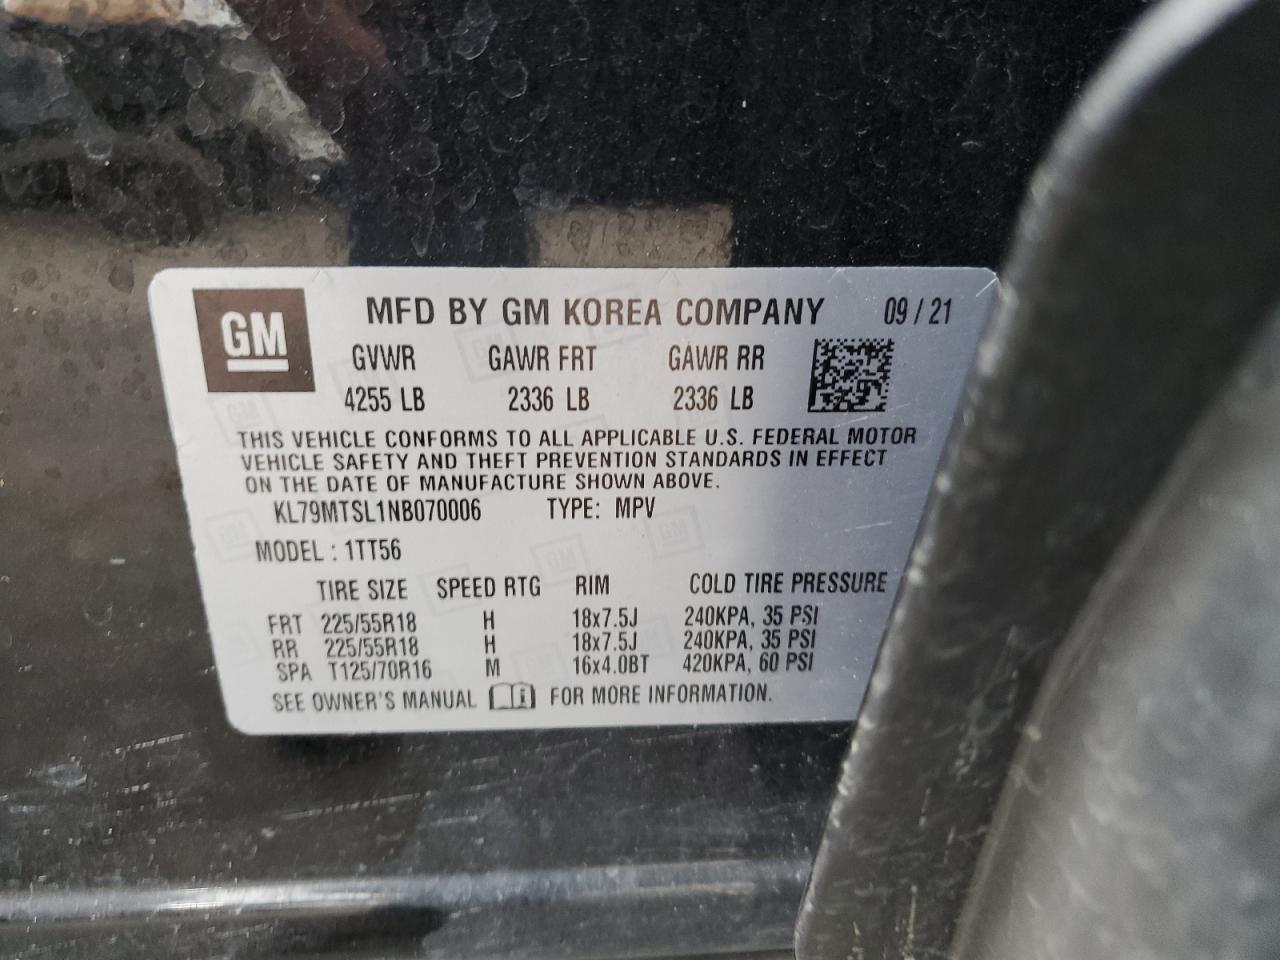 GM MFD BY GM KOREA COMPANY 09 / 21
GVWR GAWR FRT GAWR RR
4255 LB 2336 LB 2336 LB
THIS VEHICLE CONFORMS TO ALL APPLICABLE U.S. FEDERAL MOTOR
VEHICLE SAFETY AND THEFT PREVENTION STANDARDS IN EFFECT
ON THE DATE OF MANUFACTURE SHOWN ABOVE.
KL79MTSL1NB070006 TYPE: MPV
MODEL : 1TT56
TIRE SIZE SPEED RTG RIM COLD TIRE PRESSURE
FRT 225/55R18 H 18x7.5J 240KPA, 35 PSI
RR 225/55R18 H 18x7.5J 240KPA, 35 PSI
SPA T125/70R16 M 16x4.0BT 420KPA, 60 PSI
SEE OWNER'S MANUAL i FOR MORE INFORMATION.